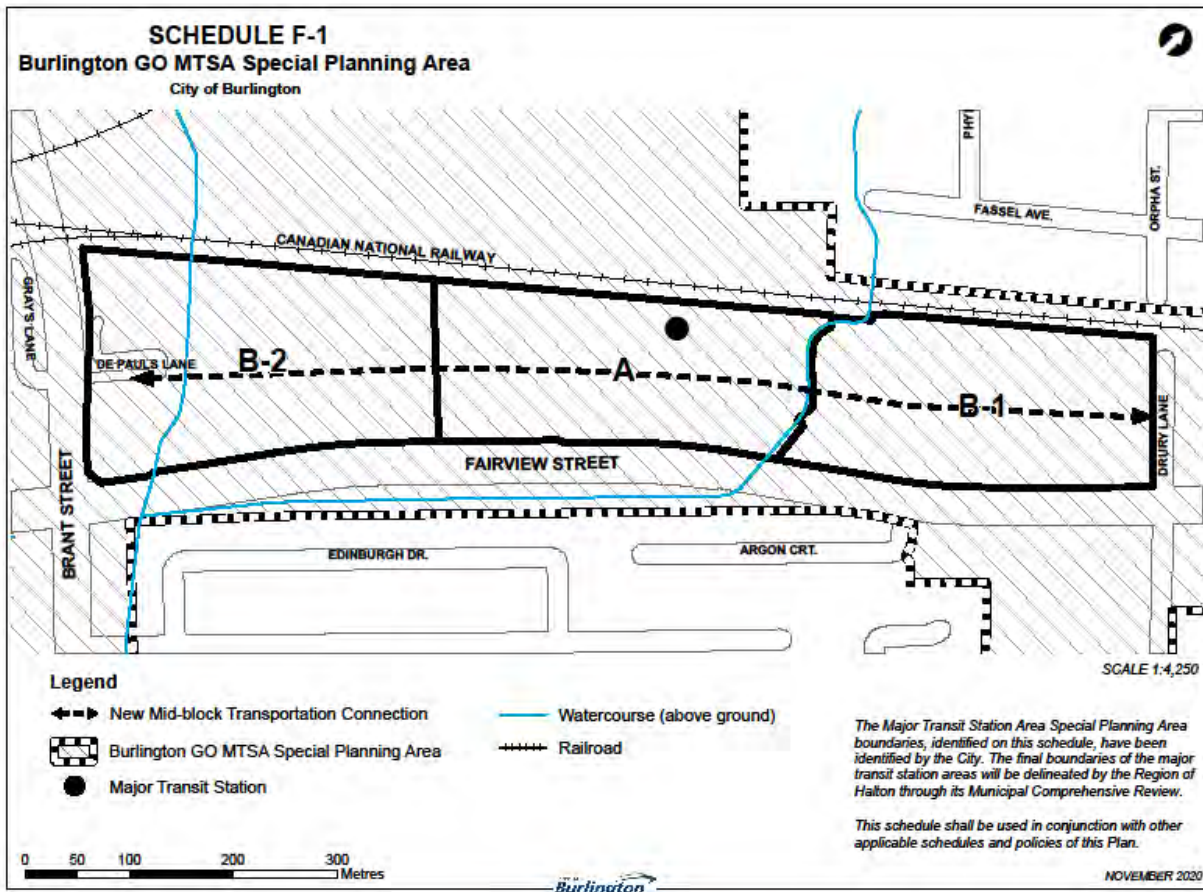 SCHEDULE F-1
Burlington GO MTSA Special Planning Area
City of Burlington
PHYL
ORPHA ST.
FASSEL AVE.
CANADIAN NATIONAL RAILWAY
GRAYS LANE
DE PAULS LANE
B-2
A
B-1
DRURY LANE
FAIRVIEW STREET
BRANT STREET
EDINBURGH DR.
ARGON CRT.
SCALE 1:4,250
Legend
New Mid-block Transportation Connection
Burlington GO MTSA Special Planning Area
Major Transit Station
Watercourse (above ground)
Railroad
The Major Transit Station Area Special Planning Area
boundaries, identified on this schedule, have been
identified by the City. The final boundaries of the major
transit station areas will be delineated by the Region of
Halton through its Municipal Comprehensive Review.
This schedule shall be used in conjunction with other
applicable schedules and policies of this Plan.
0 50 100 200 300
Metres
Burlington
NOVEMBER 2020